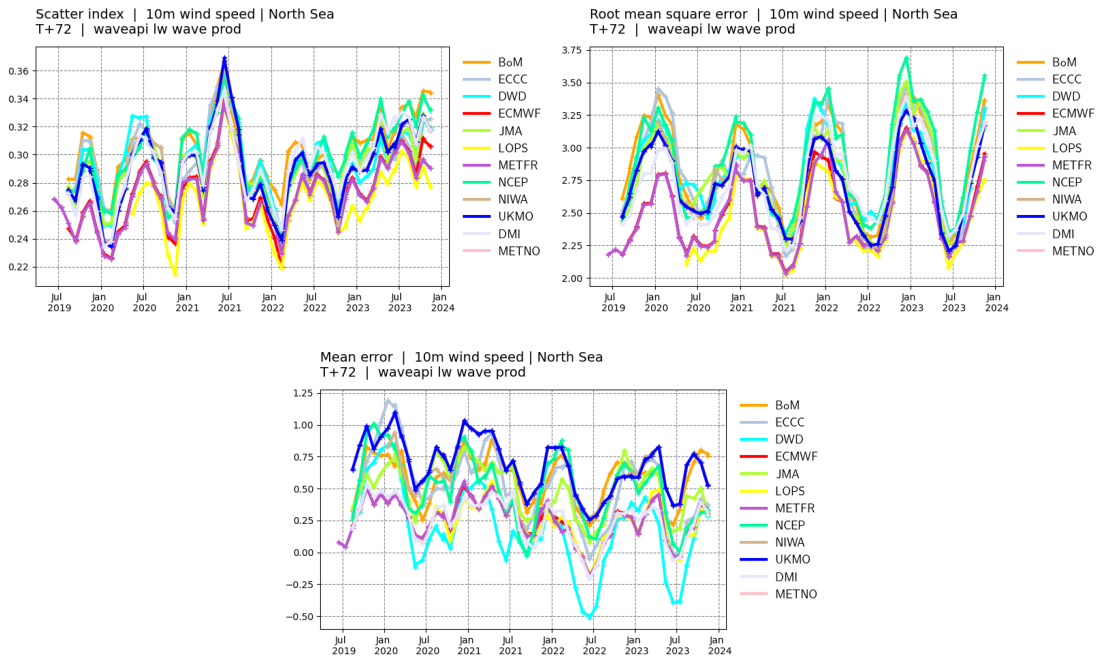 Scatter index | 10m wind speed | North Sea
T+72 | waveapi lw wave prod
0.36
0.34
0.32
0.30
0.28
0.26
0.24
0.22
Jul 2019
Jan 2020
Jul 2020
Jan 2021
Jul 2021
Jan 2022
Jul 2022
Jan 2023
Jul 2023
Jan 2024
BoM
ECCC
DWD
ECMWF
JMA
LOPS
METFR
NCEP
NIWA
UKMO
DMI
METNO
Root mean square error | 10m wind speed | North Sea
T+72 | waveapi lw wave prod
3.75
3.50
3.25
3.00
2.75
2.50
2.25
2.00
Jul 2019
Jan 2020
Jul 2020
Jan 2021
Jul 2021
Jan 2022
Jul 2022
Jan 2023
Jul 2023
Jan 2024
BoM
ECCC
DWD
ECMWF
JMA
LOPS
METFR
NCEP
NIWA
UKMO
DMI
METNO
Mean error | 10m wind speed | North Sea
T+72 | waveapi lw wave prod
1.25
1.00
0.75
0.50
0.25
0.00
−0.25
−0.50
Jul 2019
Jan 2020
Jul 2020
Jan 2021
Jul 2021
Jan 2022
Jul 2022
Jan 2023
Jul 2023
Jan 2024
BoM
ECCC
DWD
ECMWF
JMA
LOPS
METFR
NCEP
NIWA
UKMO
DMI
METNO